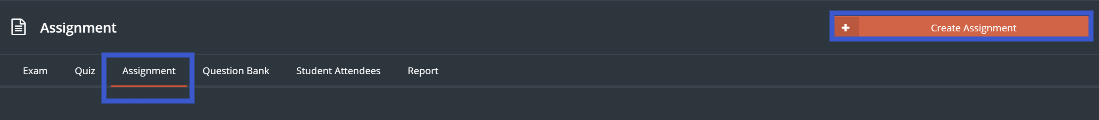 Assignment
Create Assignment
Exam Quiz Assignment Question Bank Student Attendees Report